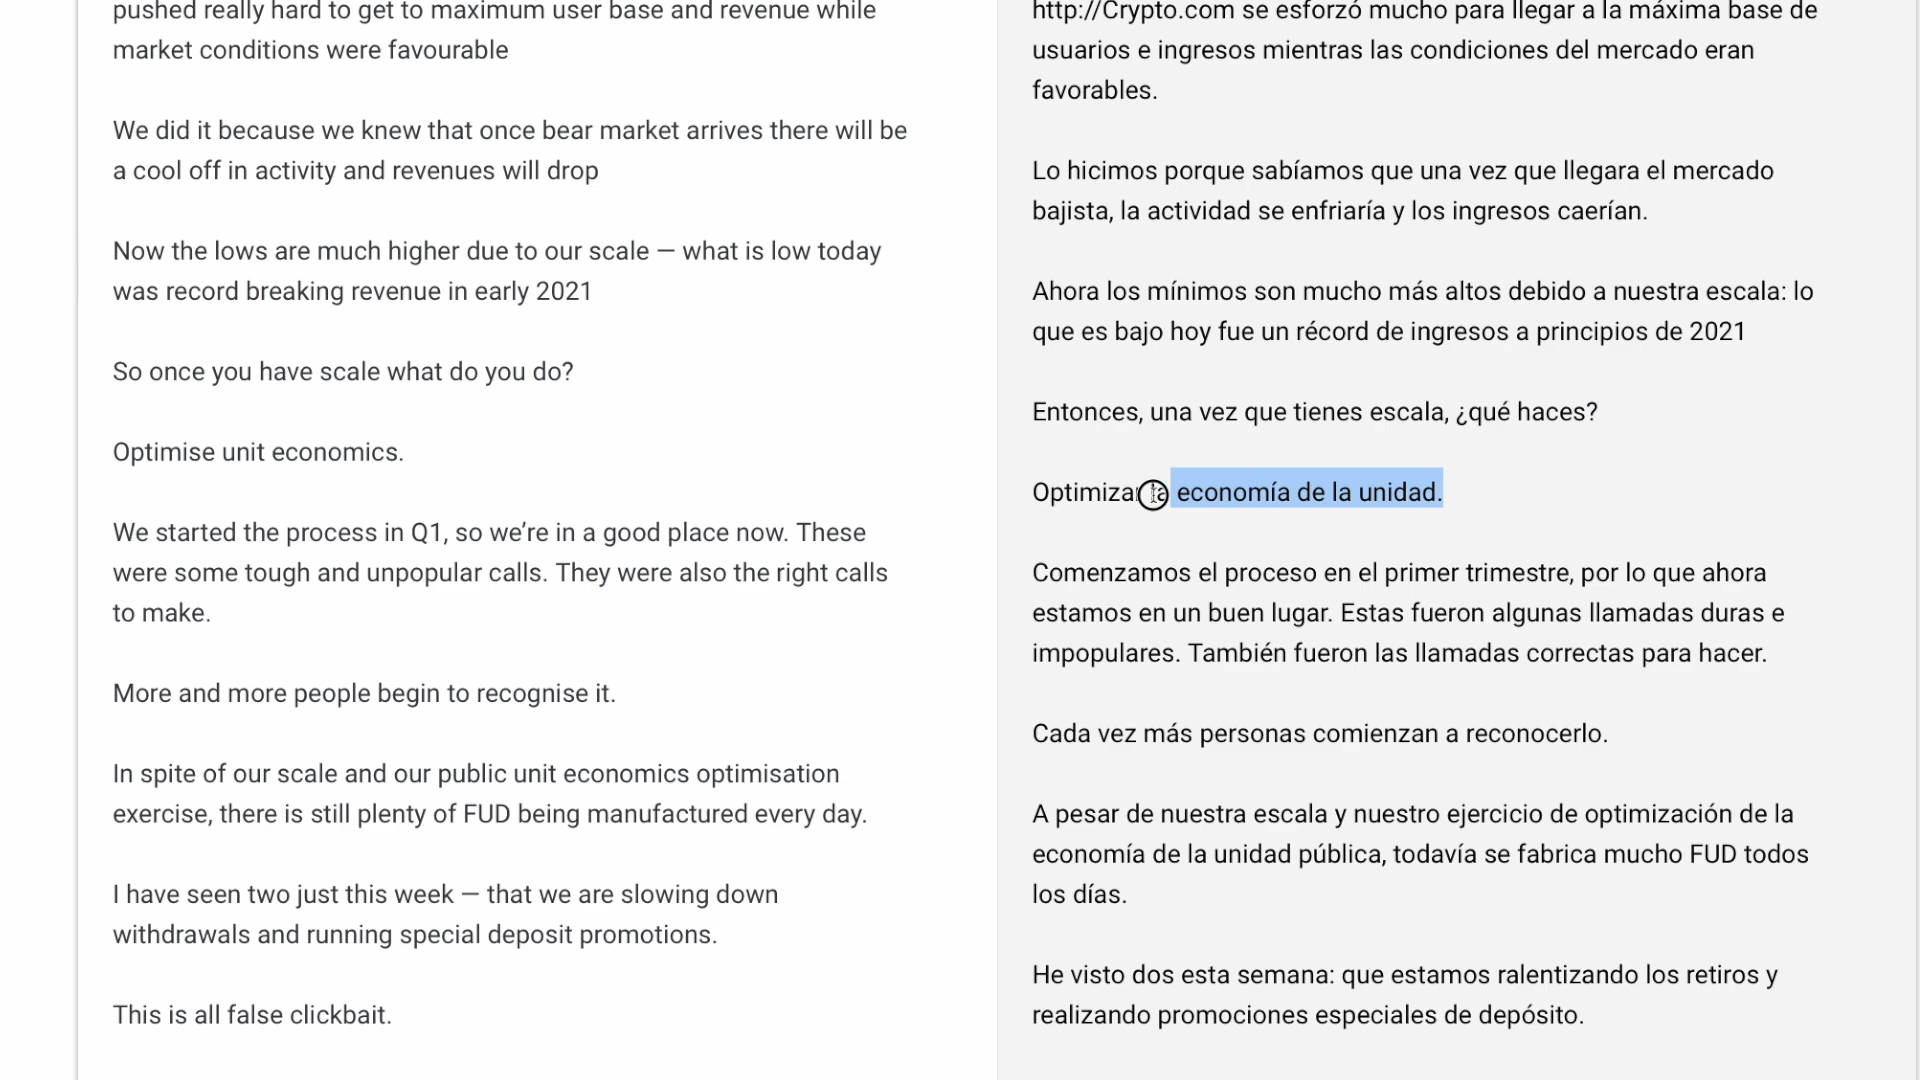 pushed really hard to get to maximum user base and revenue while
market conditions were favourable
We did it because we knew that once bear market arrives there will be
a cool off in activity and revenues will drop
Now the lows are much higher due to our scale — what is low today
was record breaking revenue in early 2021
So once you have scale what do you do?
Optimise unit economics.
We started the process in Q1, so we’re in a good place now. These
were some tough and unpopular calls. They were also the right calls
to make.
More and more people begin to recognise it.
In spite of our scale and our public unit economics optimisation
exercise, there is still plenty of FUD being manufactured every day.
I have seen two just this week — that we are slowing down
withdrawals and running special deposit promotions.
This is all false clickbait.
http://Crypto.com se esforzó mucho para llegar a la máxima base de
usuarios e ingresos mientras las condiciones del mercado eran
favorables.
Lo hicimos porque sabíamos que una vez que llegara el mercado
bajista, la actividad se enfriaría y los ingresos caerían.
Ahora los mínimos son mucho más altos debido a nuestra escala: lo
que es bajo hoy fue un récord de ingresos a principios de 2021
Entonces, una vez que tienes escala, ¿qué haces?
Optimizar economía de la unidad.
Comenzamos el proceso en el primer trimestre, por lo que ahora
estamos en un buen lugar. Estas fueron algunas llamadas duras e
impopulares. También fueron las llamadas correctas para hacer.
Cada vez más personas comienzan a reconocerlo.
A pesar de nuestra escala y nuestro ejercicio de optimización de la
economía de la unidad pública, todavía se fabrica mucho FUD todos
los días.
He visto dos esta semana: que estamos ralentizando los retiros y
realizando promociones especiales de depósito.